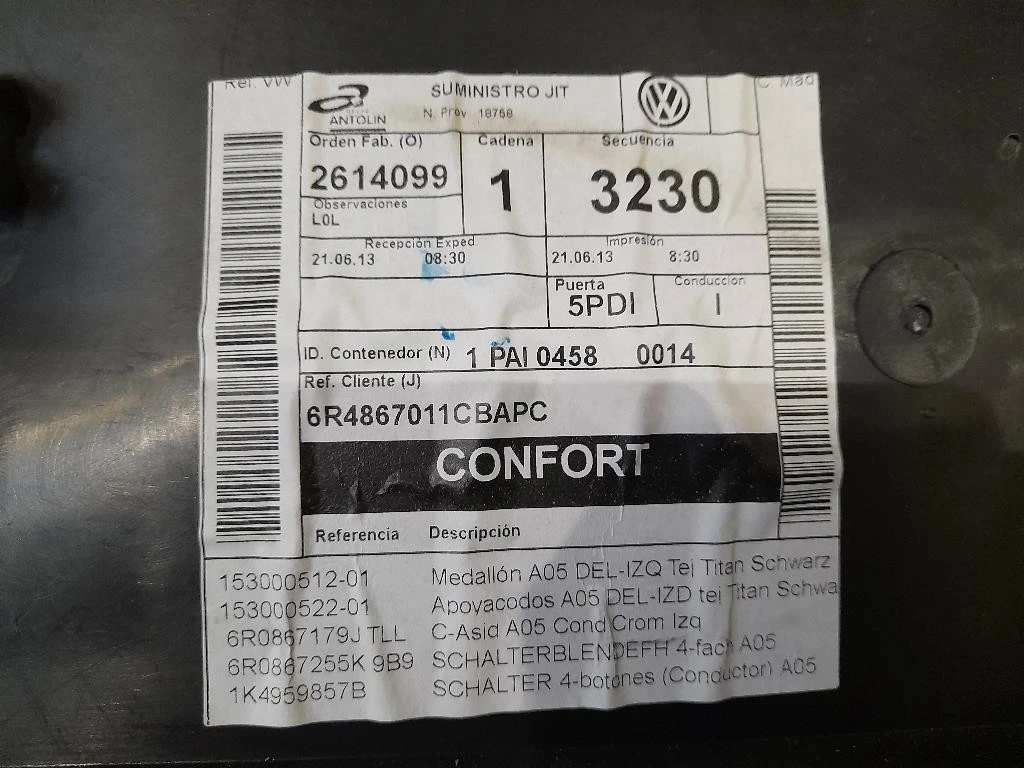 Ref. VW
SUMINISTRO JIT
C. Mad
ANTOLIN
N. Prov 18768
Orden Fab. (O)
Cadena
Secuencia
2614099
1
3230
Observaciones
LOL
Recepción Exped.
Impresión
21.06.13 08:30
21.06.13 8:30
Puerta
Conduccion
5PDI
I
ID. Contenedor (N) 1 PAI 0458 0014
Ref. Cliente (J)
6R4867011CBAPC
CONFORT
Referencia Descripción
153000512-01 Medallón A05 DEL-IZQ Tej Titan Schwarz
153000522-01 Apoyacodos A05 DEL-IZD tej Titan Schwa
6R0867179J TLL C-Asid A05 Cond Crom Izq
6R0867255K 9B9 SCHALTERBLENDEFH 4-fach A05
1K4959857B SCHALTER 4-botones (Conductor) A05